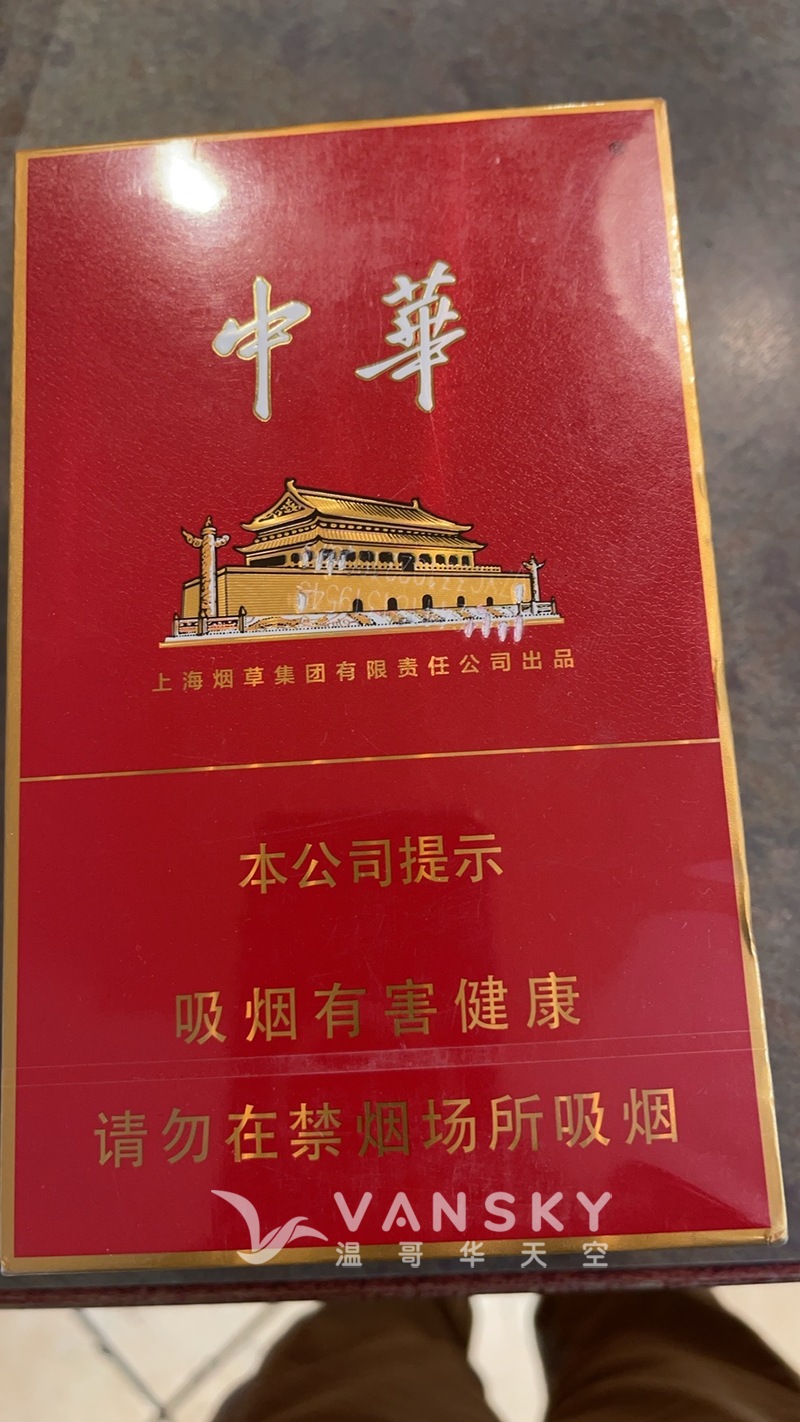 中華
上海烟草集团有限责任公司出品
本公司提示
吸烟有害健康
请勿在禁烟场所吸烟
VANSKY
温哥华天空